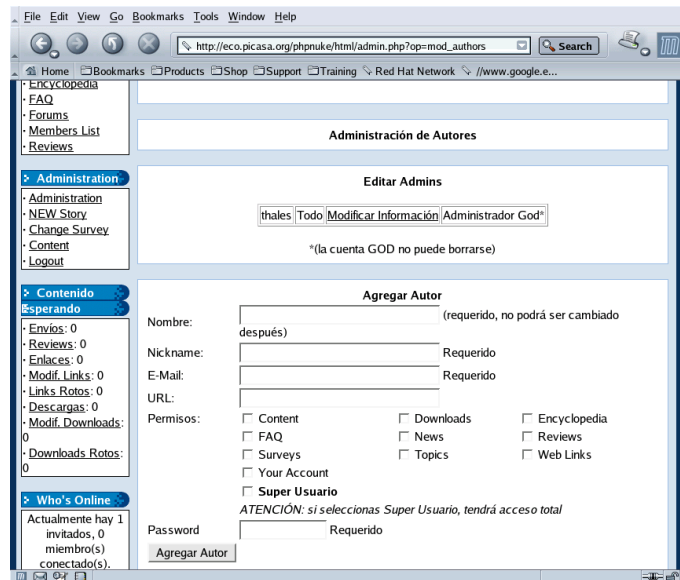 File Edit View Go Bookmarks Tools Window Help
http://eco.picasa.org/phpnuke/html/admin.php?op=mod_authors
Search
Home Bookmarks Products Shop Support Training Red Hat Network //www.google.e...
· Encyclopedia
· FAQ
· Forums
· Members List
· Reviews
Administration
· Administration
· NEW Story
· Change Survey
· Content
· Logout
Contenido
Esperando
· Envíos: 0
· Reviews: 0
· Enlaces: 0
· Modif. Links: 0
· Links Rotos: 0
· Descargas: 0
· Modif. Downloads:
0
· Downloads Rotos:
0
Who's Online
Actualmente hay 1
invitados, 0
miembro(s)
conectado(s).
Administración de Autores
Editar Admins
thales Todo Modificar Información Administrador God*
*(la cuenta GOD no puede borrarse)
Agregar Autor
Nombre: (requerido, no podrá ser cambiado
después)
Nickname: Requerido
E-Mail: Requerido
URL:
Permisos: Content Downloads Encyclopedia
FAQ News Reviews
Surveys Topics Web Links
Your Account
Super Usuario
ATENCIÓN: si seleccionas Super Usuario, tendrá acceso total
Password Requerido
Agregar Autor